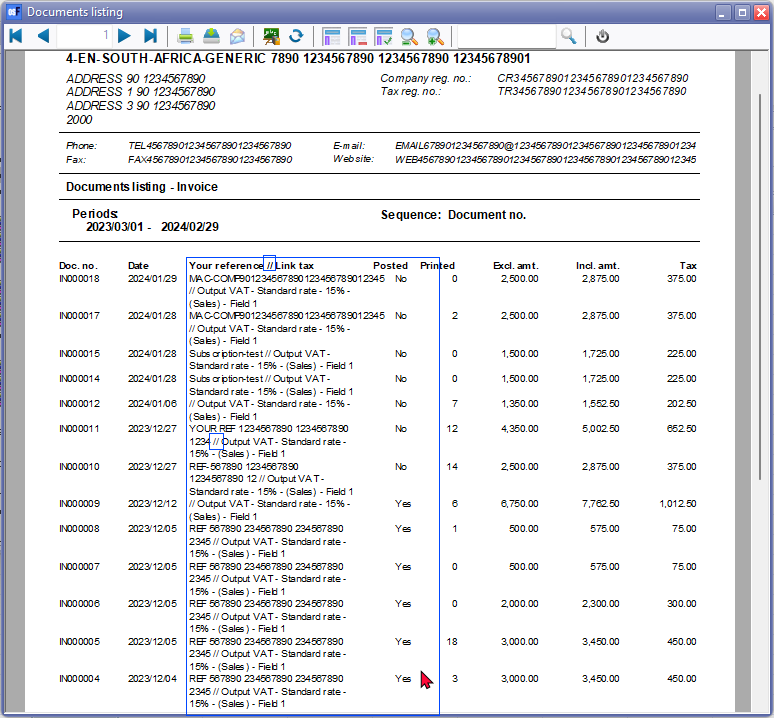 Documents listing
1
4-EN-SOUTH-AFRICA-GENERIC 7890 1234567890 1234567890 12345678901
ADDRESS 90 1234567890 Company reg. no.: CR3456789012345678901234567890
ADDRESS 1 90 1234567890 Tax reg. no.: TR3456789012345678901234567890
ADDRESS 3 90 1234567890
2000
Phone: TEL456789012345678901234567890 E-mail: EMAIL678901234567890@1234567890123456789012345678901234
Fax: FAX456789012345678901234567890 Website: WEB4567890123456789012345678901234567890123456789012345
Documents listing - Invoice
Periods: Sequence: Document no.
2023/03/01 - 2024/02/29
Doc. no. Date Your reference // Link tax Posted Printed Excl. amt. Incl. amt. Tax
IN000018 2024/01/29 MAC-COMP901234567890123456789012345 No 0 2,500.00 2,875.00 375.00
// Output VAT - Standard rate - 15% -
(Sales) - Field 1
IN000017 2024/01/28 MAC-COMP901234567890123456789012345 No 2 2,500.00 2,875.00 375.00
// Output VAT - Standard rate - 15% -
(Sales) - Field 1
IN000015 2024/01/28 Subscription-test // Output VAT - No 0 1,500.00 1,725.00 225.00
Standard rate - 15% - (Sales) - Field 1
IN000014 2024/01/28 Subscription-test // Output VAT - No 0 1,500.00 1,725.00 225.00
Standard rate - 15% - (Sales) - Field 1
IN000012 2024/01/06 // Output VAT - Standard rate - 15% - No 7 1,350.00 1,552.50 202.50
(Sales) - Field 1
IN000011 2023/12/27 YOUR REF 1234567890 1234567890 No 12 4,350.00 5,002.50 652.50
1234 // Output VAT - Standard rate -
15% - (Sales) - Field 1
IN000010 2023/12/27 REF-567890 1234567890 No 14 2,500.00 2,875.00 375.00
1234567890 12 // Output VAT -
Standard rate - 15% - (Sales) - Field 1
IN000009 2023/12/12 // Output VAT - Standard rate - 15% - Yes 6 6,750.00 7,762.50 1,012.50
(Sales) - Field 1
IN000008 2023/12/05 REF 567890 234567890 234567890 Yes 1 500.00 575.00 75.00
2345 // Output VAT - Standard rate -
15% - (Sales) - Field 1
IN000007 2023/12/05 REF 567890 234567890 234567890 Yes 0 500.00 575.00 75.00
2345 // Output VAT - Standard rate -
15% - (Sales) - Field 1
IN000006 2023/12/05 REF 567890 234567890 234567890 Yes 0 2,000.00 2,300.00 300.00
2345 // Output VAT - Standard rate -
15% - (Sales) - Field 1
IN000005 2023/12/05 REF 567890 234567890 234567890 Yes 18 3,000.00 3,450.00 450.00
2345 // Output VAT - Standard rate -
15% - (Sales) - Field 1
IN000004 2023/12/04 REF 567890 234567890 234567890 Yes 3 3,000.00 3,450.00 450.00
2345 // Output VAT - Standard rate -
15% - (Sales) - Field 1